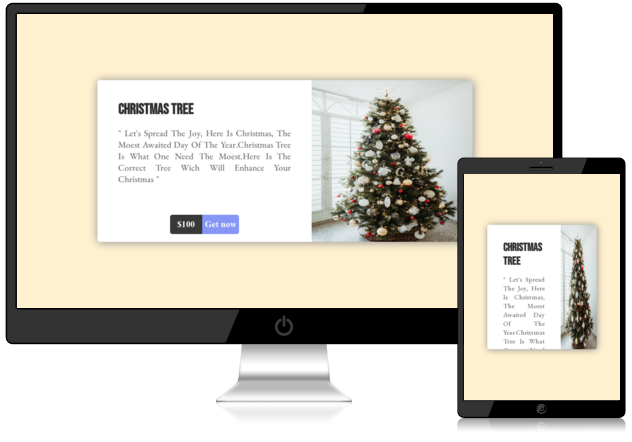 CHRISTMAS TREE
" Let's Spread The Joy, Here Is Christmas, The
Moest Awaited Day Of The Year.Christmas Tree
Is What One Need The Moest.Here Is The
Correct Tree Wich Will Enhance Your
Christmas "
$100 Get now
CHRISTMAS
TREE
" Let's Spread
The Joy, Here
Is Christmas,
The Moest
Awaited Day
Of The
Year.Christmas
Tree Is What